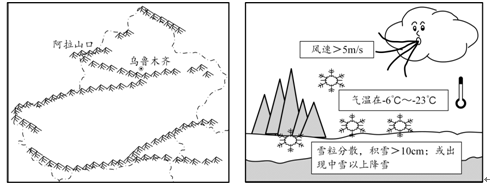 阿拉山口
乌鲁木齐
风速＞5m/s
气温在-6℃～-23℃
雪粒分散，积雪＞10cm；或出
现中雪以上降雪